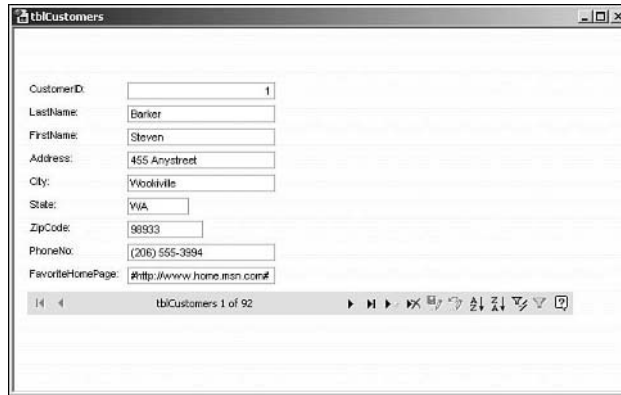 tblCustomers
CustomerID: 1
LastName: Barker
FirstName: Steven
Address: 455 Anystreet
City: Wookiville
State: WA
ZipCode: 98933
PhoneNo: (206) 555-3994
FavoriteHomePage: #http://www.home.msn.com#
tblCustomers 1 of 92